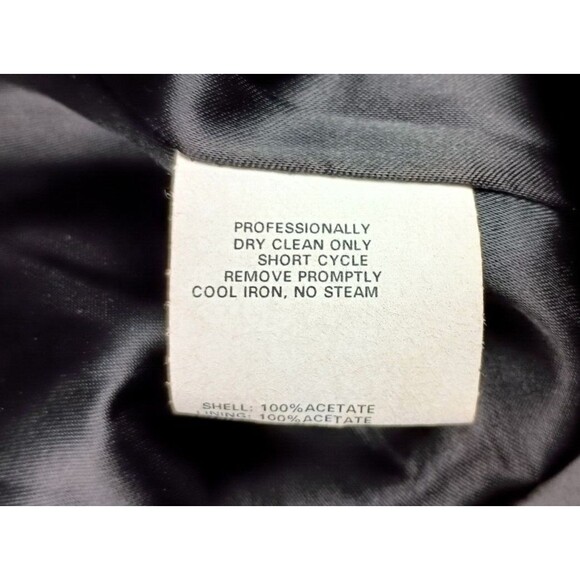 PROFESSIONALLY
DRY CLEAN ONLY
SHORT CYCLE
REMOVE PROMPTLY
COOL IRON, NO STEAM
SHELL: 100% ACETATE
LINING: 100% ACETATE